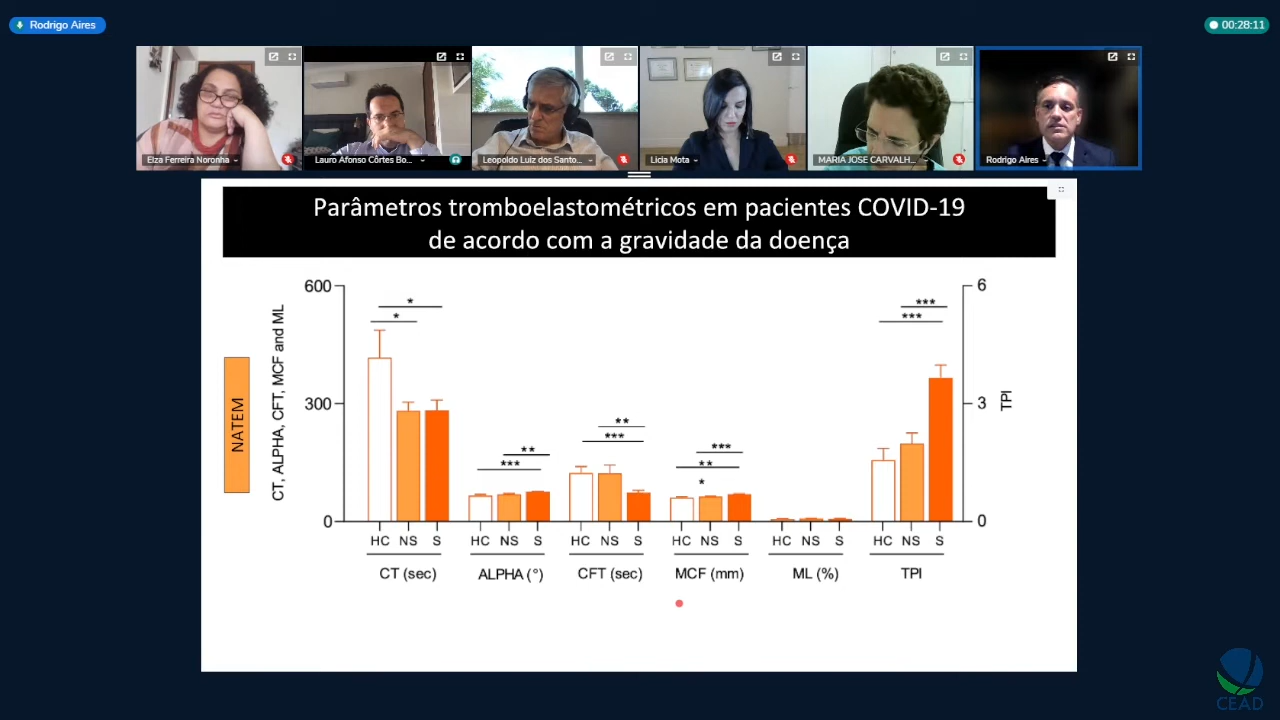 Rodrigo Aires
00:28:11
Elza Ferreira Noronha
Lauro Afonso Côrtes Bo...
Leopoldo Luiz dos Santo...
Licia Mota
MARIA JOSE CARVALH...
Rodrigo Aires
Parâmetros tromboelastométricos em pacientes COVID-19
de acordo com a gravidade da doença
NATEM
CT, ALPHA, CFT, MCF and ML
600
300
0
* *
*** **
*** **
** *** *
*** ***
6
3
0
TPI
HC NS S HC NS S HC NS S HC NS S HC NS S HC NS S
CT (sec) ALPHA (°) CFT (sec) MCF (mm) ML (%) TPI
CEAD